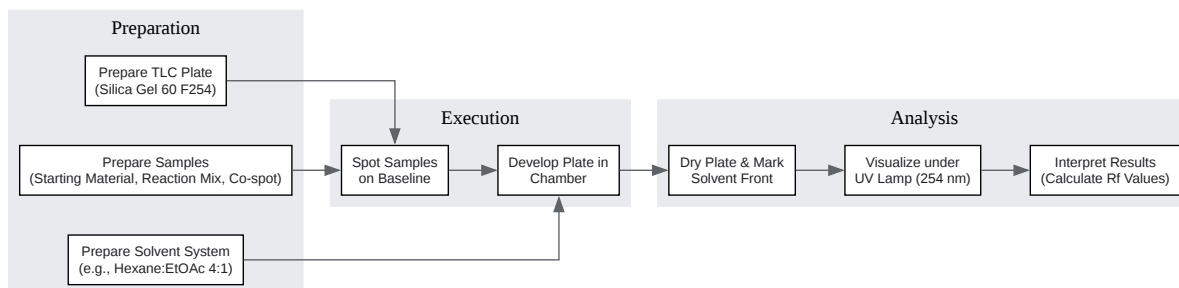 Preparation
Prepare TLC Plate
(Silica Gel 60 F254)
Prepare Samples
(Starting Material, Reaction Mix, Co-spot)
Prepare Solvent System
(e.g., Hexane:EtOAc 4:1)
Execution
Spot Samples
on Baseline
Develop Plate in
Chamber
Analysis
Dry Plate & Mark
Solvent Front
Visualize under
UV Lamp (254 nm)
Interpret Results
(Calculate Rf Values)